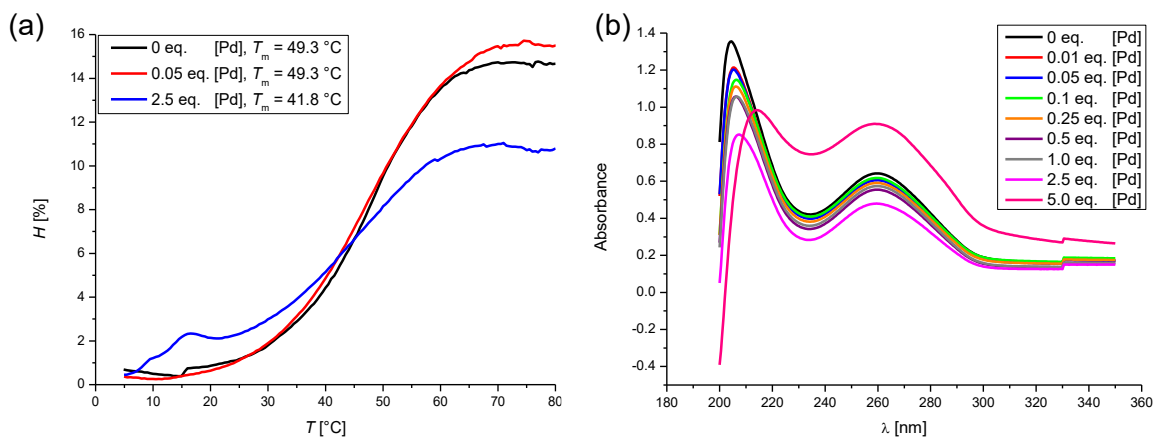 (a)
0 eq. [Pd], Tm = 49.3 °C
0.05 eq. [Pd], Tm = 49.3 °C
2.5 eq. [Pd], Tm = 41.8 °C
H [%]
16
14
12
10
8
6
4
2
0
0 10 20 30 40 50 60 70 80
T [°C]
(b)
0 eq. [Pd]
0.01 eq. [Pd]
0.05 eq. [Pd]
0.1 eq. [Pd]
0.25 eq. [Pd]
0.5 eq. [Pd]
1.0 eq. [Pd]
2.5 eq. [Pd]
5.0 eq. [Pd]
Absorbance
1.4
1.2
1.0
0.8
0.6
0.4
0.2
0.0
-0.2
-0.4
200 220 240 260 280 300 320 340 360
λ [nm]